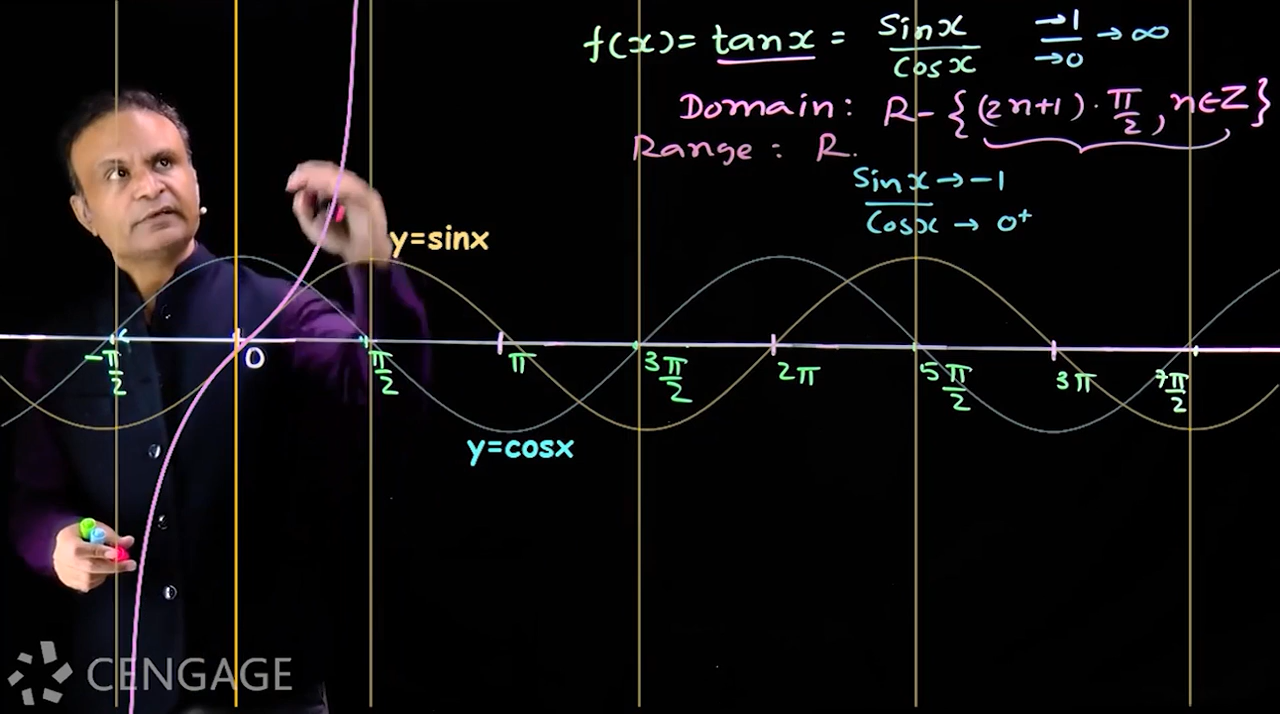 f(x) = tanx = sinx/cosx →1/→0 → ∞
Domain: R - {(2n+1)·π/2, n∈Z}
Range : R.
sinx → -1
cosx → 0⁺
y=sinx
-π/2 0 π/2 π 3π/2 2π 5π/2 3π 7π/2
y=cosx
CENGAGE